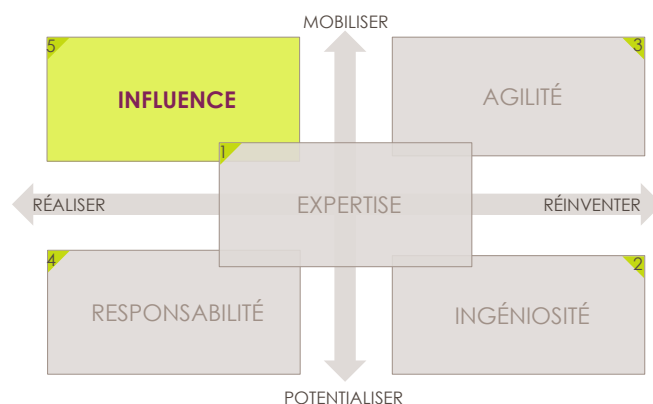 MOBILISER
5
INFLUENCE
3
AGILITÉ
1
EXPERTISE
RÉALISER
RÉINVENTER
4
RESPONSABILITÉ
2
INGÉNIOSITÉ
POTENTIALISER